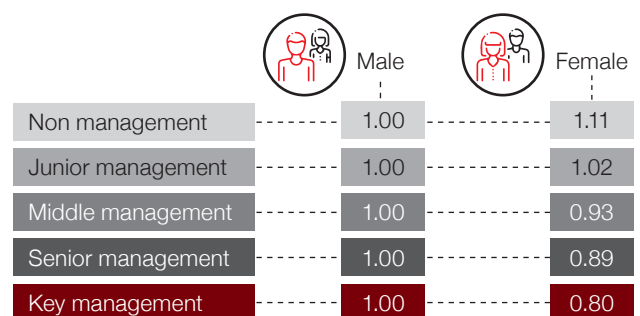 Male Female
Non management 1.00 1.11
Junior management 1.00 1.02
Middle management 1.00 0.93
Senior management 1.00 0.89
Key management 1.00 0.80